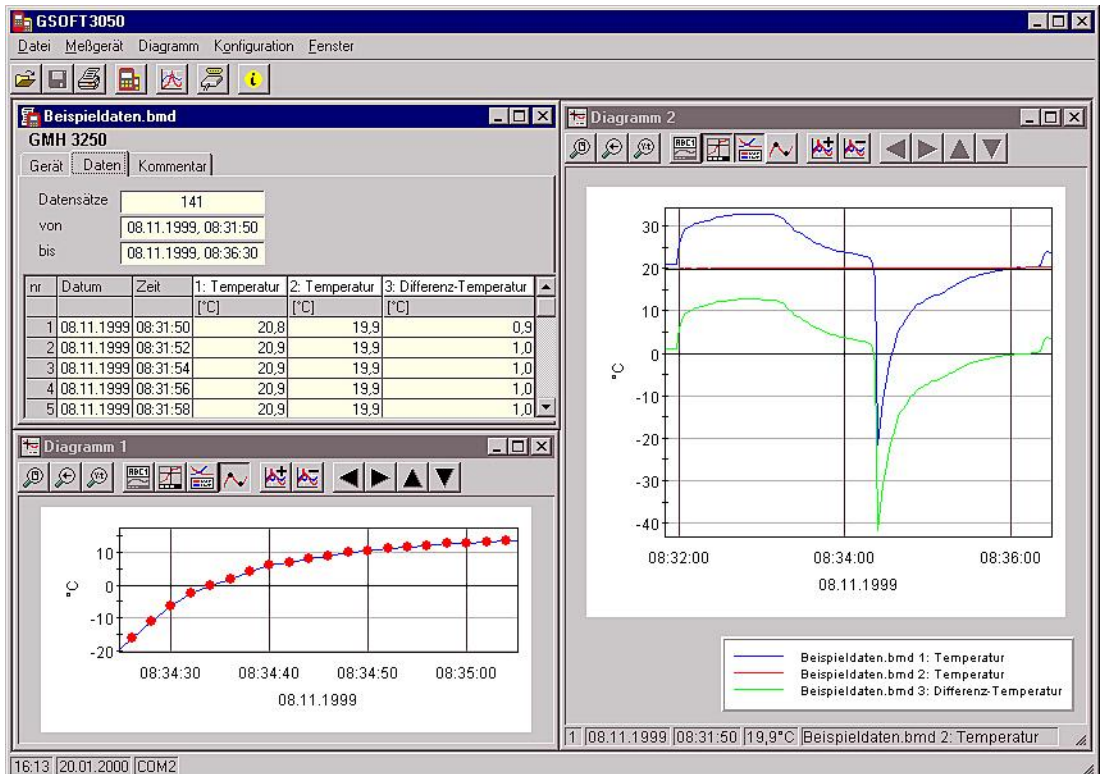 GSOFT3050
Datei Meßgerät Diagramm Konfiguration Fenster
Beispieldaten.bmd
GMH 3250
Gerät Daten Kommentar
Datensätze 141
von 08.11.1999, 08:31:50
bis 08.11.1999, 08:36:30
nr Datum Zeit 1: Temperatur 2: Temperatur 3: Differenz-Temperatur
[°C] [°C] [°C]
1 08.11.1999 08:31:50 20,8 19,9 0,9
2 08.11.1999 08:31:52 20,9 19,9 1,0
3 08.11.1999 08:31:54 20,9 19,9 1,0
4 08.11.1999 08:31:56 20,9 19,9 1,0
5 08.11.1999 08:31:58 20,9 19,9 1,0
Diagramm 1
ABC1
10
0
-10
-20
°C
08:34:30 08:34:40 08:34:50 08:35:00
08.11.1999
Diagramm 2
ABC1
30
20
10
0
-10
-20
-30
-40
°C
08:32:00 08:34:00 08:36:00
08.11.1999
Beispieldaten.bmd 1: Temperatur
Beispieldaten.bmd 2: Temperatur
Beispieldaten.bmd 3: Differenz-Temperatur
1 08.11.1999 08:31:50 19,9°C Beispieldaten.bmd 2: Temperatur
16:13 20.01.2000 COM2